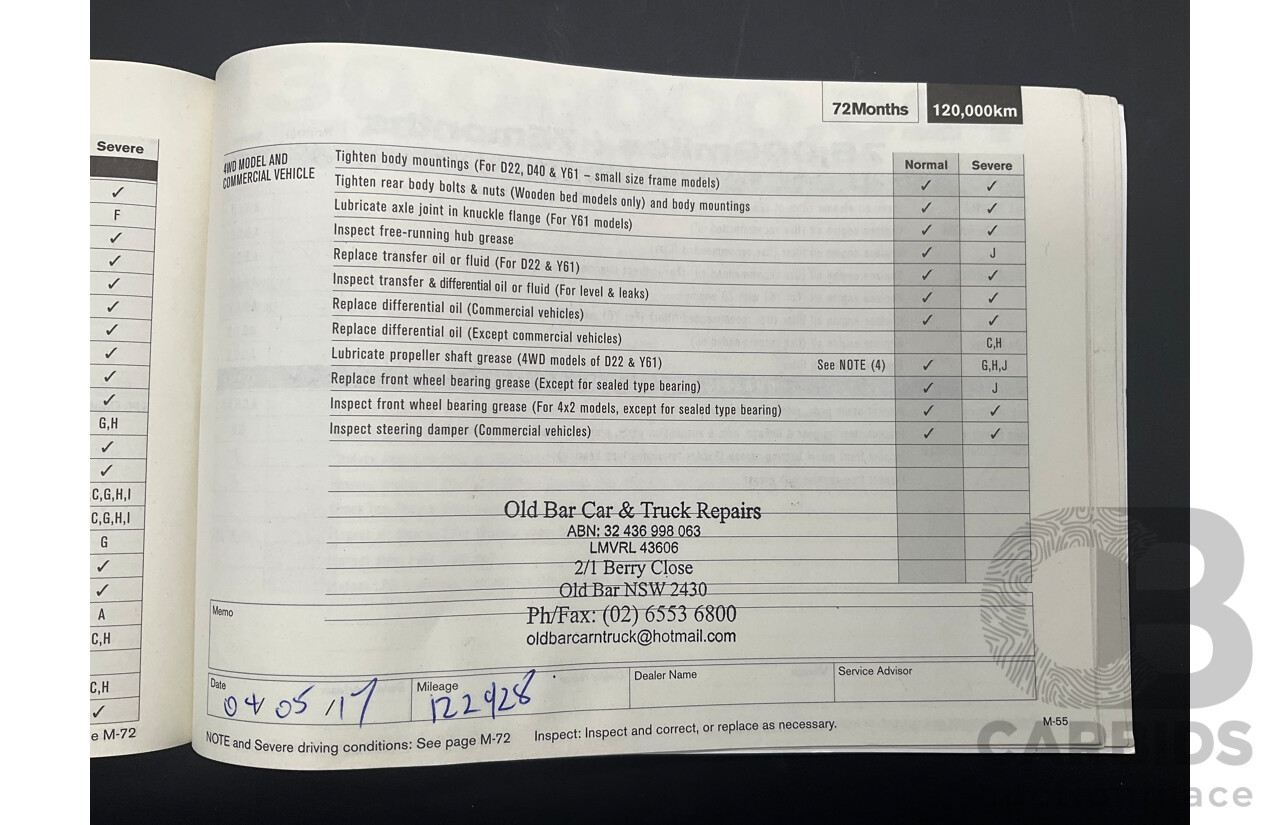 Severe
✓
F
✓
✓
✓
✓
✓
✓
✓
✓
G,H
✓
✓
C,G,H,I
C,G,H,I
G
✓
✓
A
C,H
C,H
✓
e M-72
72Months 120,000km
Normal Severe
4WD MODEL AND
COMMERCIAL VEHICLE
Tighten body mountings (For D22, D40 & Y61 – small size frame models) ✓ ✓
Tighten rear body bolts & nuts (Wooden bed models only) and body mountings ✓ ✓
Lubricate axle joint in knuckle flange (For Y61 models) ✓ ✓
Inspect free-running hub grease ✓ J
Replace transfer oil or fluid (For D22 & Y61) ✓ ✓
Inspect transfer & differential oil or fluid (For level & leaks) ✓ ✓
Replace differential oil (Commercial vehicles) ✓ ✓
Replace differential oil (Except commercial vehicles) C,H
Lubricate propeller shaft grease (4WD models of D22 & Y61) See NOTE (4) ✓ G,H,J
Replace front wheel bearing grease (Except for sealed type bearing) ✓ J
Inspect front wheel bearing grease (For 4x2 models, except for sealed type bearing) ✓ ✓
Inspect steering damper (Commercial vehicles) ✓ ✓
Old Bar Car & Truck Repairs
ABN: 32 436 998 063
LMVRL 43606
2/1 Berry Close
Old Bar NSW 2430
Ph/Fax: (02) 6553 6800
oldbarcarntruck@hotmail.com
Memo
Date 04/05/17 Mileage 122928 Dealer Name Service Advisor
NOTE and Severe driving conditions: See page M-72 Inspect: Inspect and correct, or replace as necessary. M-55
CB
CARBIDS